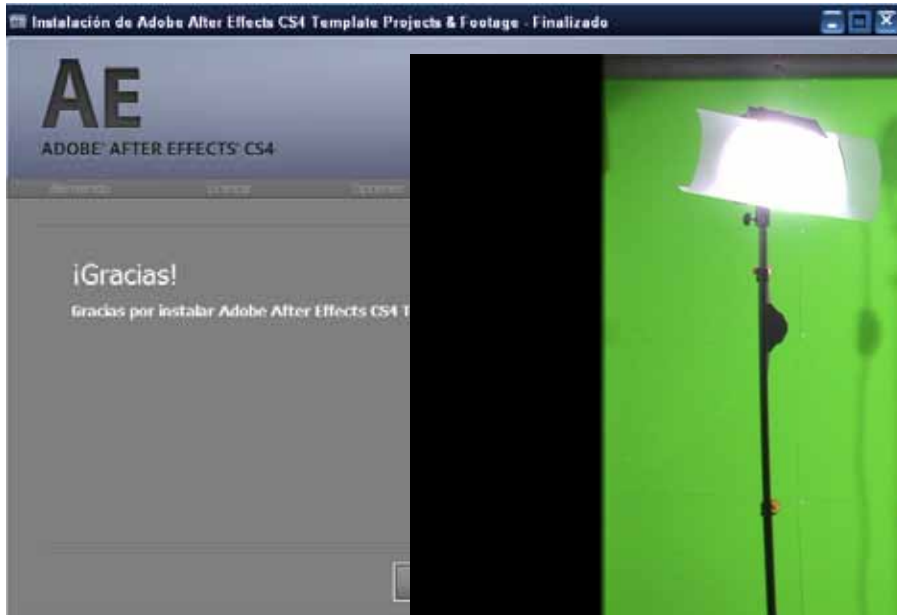 Instalación de Adobe After Effects CS4 Template Projects & Footage - Finalizado
AE
ADOBE® AFTER EFFECTS® CS4
¡Gracias!
Gracias por instalar Adobe After Effects CS4 T